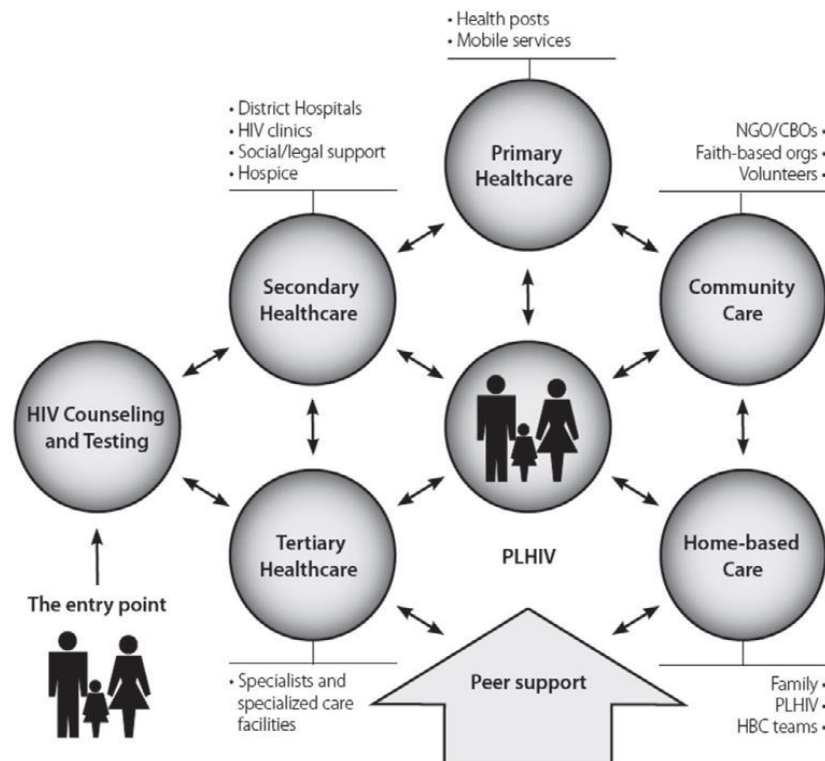 • Health posts
• Mobile services
Primary
Healthcare
• District Hospitals
• HIV clinics
• Social/legal support
• Hospice
NGO/CBOs •
Faith-based orgs •
Volunteers •
Secondary
Healthcare
Community
Care
HIV Counseling
and Testing
Tertiary
Healthcare
PLHIV
Home-based
Care
The entry point
• Specialists and
specialized care
facilities
Peer support
Family •
PLHIV •
HBC teams •